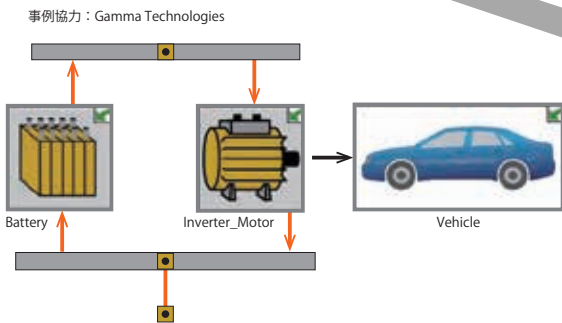 事例協力：Gamma Technologies
Battery
Inverter_Motor
Vehicle